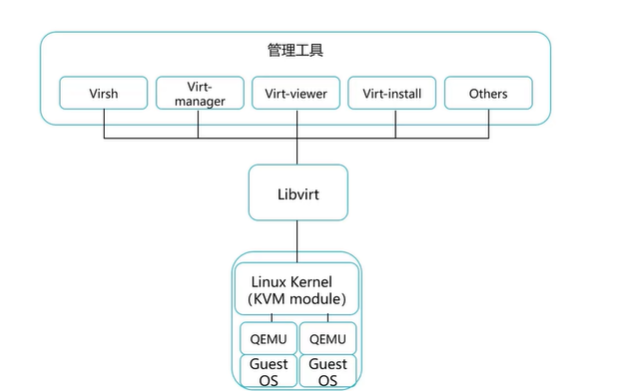 管理工具
Virsh
Virt-
manager
Virt-viewer
Virt-install
Others
Libvirt
Linux Kernel
（KVM module）
QEMU
QEMU
Guest
OS
Guest
OS